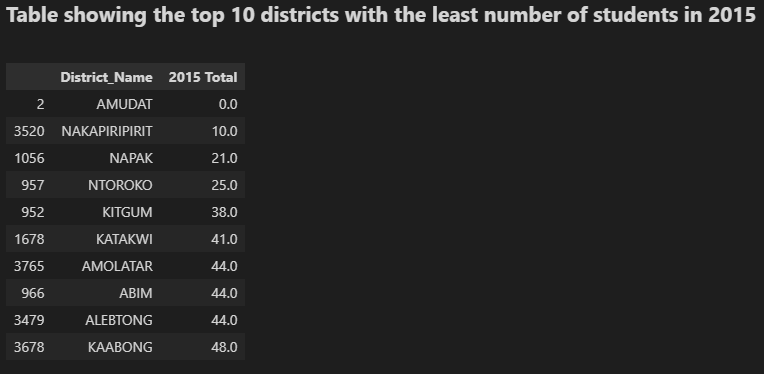 Table showing the top 10 districts with the least number of students in 2015
District_Name 2015 Total
2 AMUDAT 0.0
3520 NAKAPIRIPIRIT 10.0
1056 NAPAK 21.0
957 NTOROKO 25.0
952 KITGUM 38.0
1678 KATAKWI 41.0
3765 AMOLATAR 44.0
966 ABIM 44.0
3479 ALEBTONG 44.0
3678 KAABONG 48.0